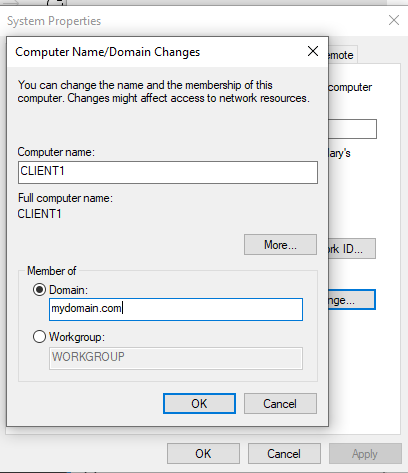 System Properties
Computer Name/Domain Changes
You can change the name and the membership of this
computer. Changes might affect access to network resources.
Computer name:
CLIENT1
Full computer name:
CLIENT1
More...
Member of
Domain:
mydomain.com
Workgroup:
WORKGROUP
OK Cancel
emote
computer
ary's
rk ID...
nge...
OK Cancel Apply